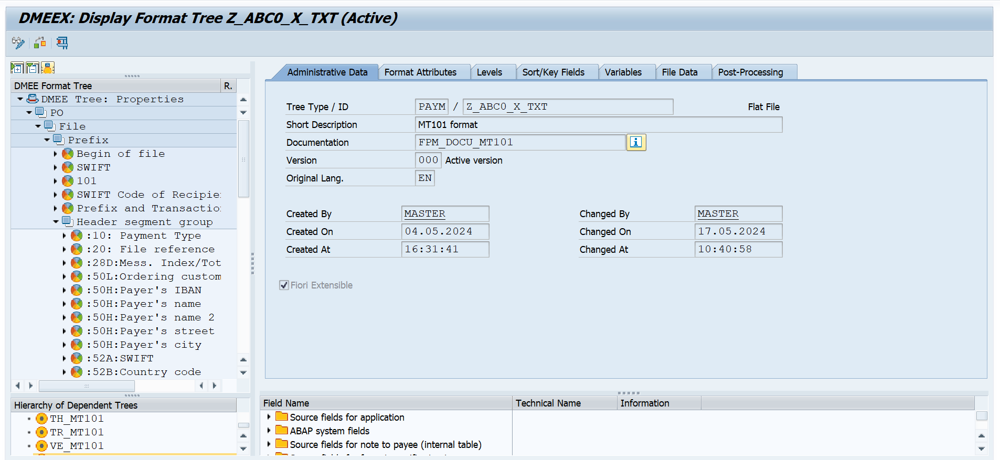 DMEEX: Display Format Tree Z_ABC0_X_TXT (Active)
DMEE Format Tree R.
DMEE Tree: Properties
PO
File
Prefix
Begin of file
SWIFT
101
SWIFT Code of Recipie
Prefix and Transactio
Header segment group
:10: Payment Type
:20: File reference
:28D:Mess. Index/Tot
:50L:Ordering custom
:50H:Payer's IBAN
:50H:Payer's name
:50H:Payer's name 2
:50H:Payer's street
:50H:Payer's city
:52A:SWIFT
:52B:Country code
Hierarchy of Dependent Trees
TH_MT101
TR_MT101
VE_MT101
Administrative Data Format Attributes Levels Sort/Key Fields Variables File Data Post-Processing
Tree Type / ID PAYM / Z_ABC0_X_TXT Flat File
Short Description MT101 format
Documentation FPM_DOCU_MT101
Version 000 Active version
Original Lang. EN
Created By MASTER Changed By MASTER
Created On 04.05.2024 Changed On 17.05.2024
Created At 16:31:41 Changed At 10:40:58
Fiori Extensible
Field Name Technical Name Information
Source fields for application
ABAP system fields
Source fields for note to payee (internal table)